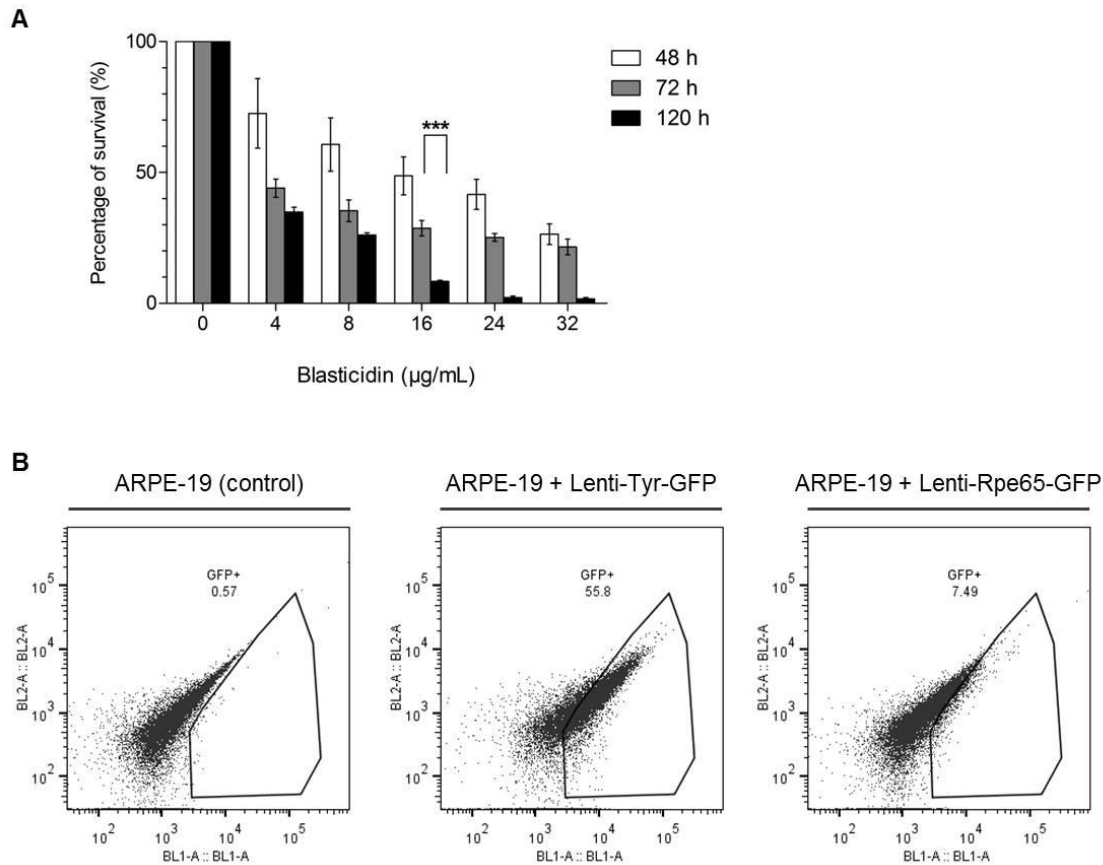 A
100
50
0
Percentage of survival (%)
***
48 h
72 h
120 h
0 4 8 16 24 32
Blasticidin (µg/mL)
B
ARPE-19 (control)
ARPE-19 + Lenti-Tyr-GFP
ARPE-19 + Lenti-Rpe65-GFP
GFP+
0.57
10⁵
10⁴
10³
10²
BL2-A :: BL2-A
10² 10³ 10⁴ 10⁵
BL1-A :: BL1-A
GFP+
55.8
10⁵
10⁴
10³
10²
BL2-A :: BL2-A
10² 10³ 10⁴ 10⁵
BL1-A :: BL1-A
GFP+
7.49
10⁵
10⁴
10³
10²
BL2-A :: BL2-A
10² 10³ 10⁴ 10⁵
BL1-A :: BL1-A